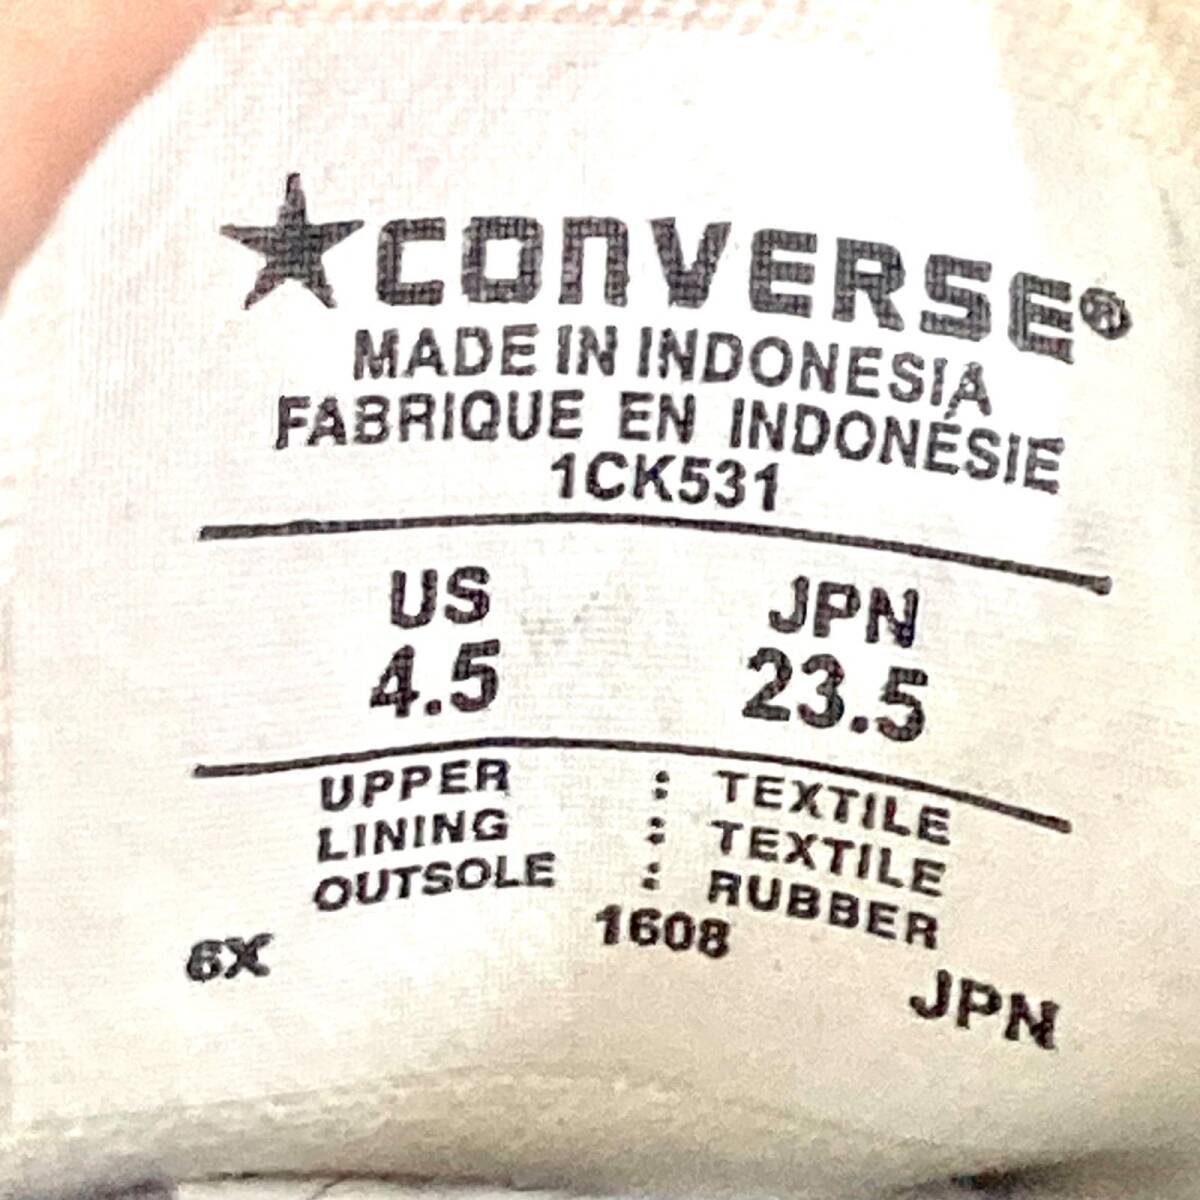 CONVERSE®
MADE IN INDONESIA
FABRIQUE EN INDONÉSIE
1CK531
US JPN
4.5 23.5
UPPER : TEXTILE
LINING : TEXTILE
OUTSOLE : RUBBER
6X 1608
JPN